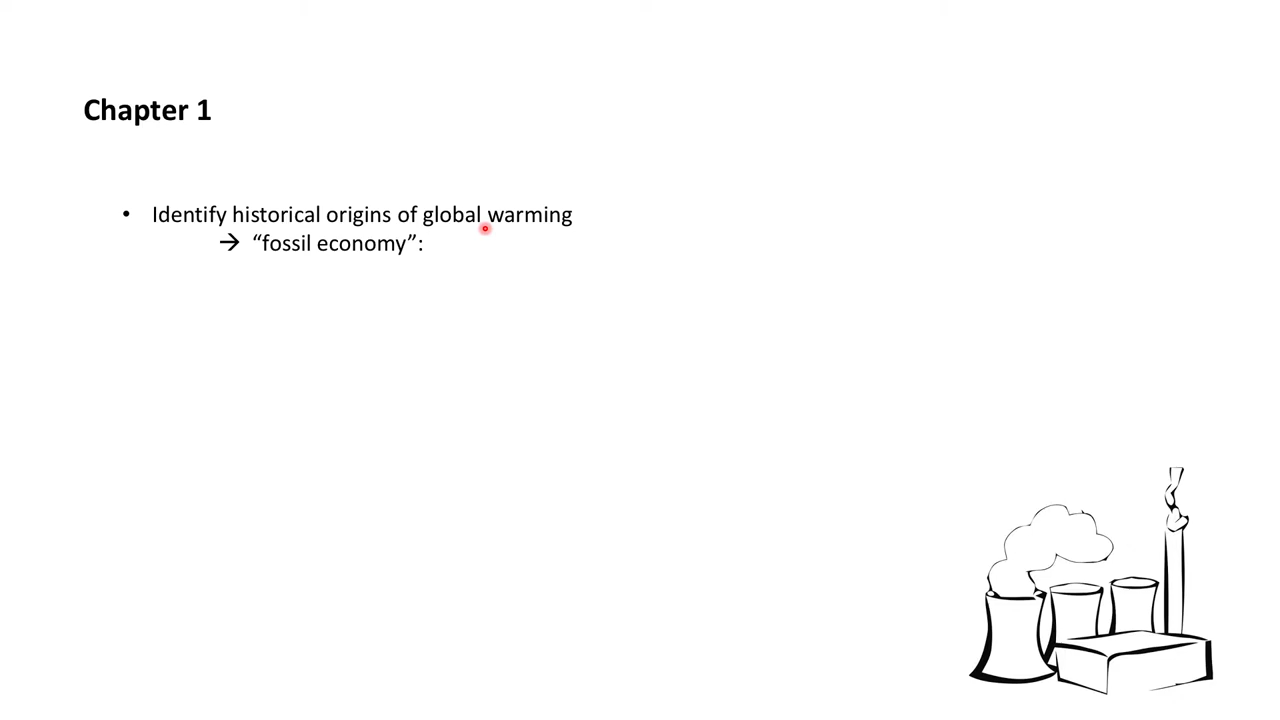 Chapter 1
• Identify historical origins of global warming
→ “fossil economy”: